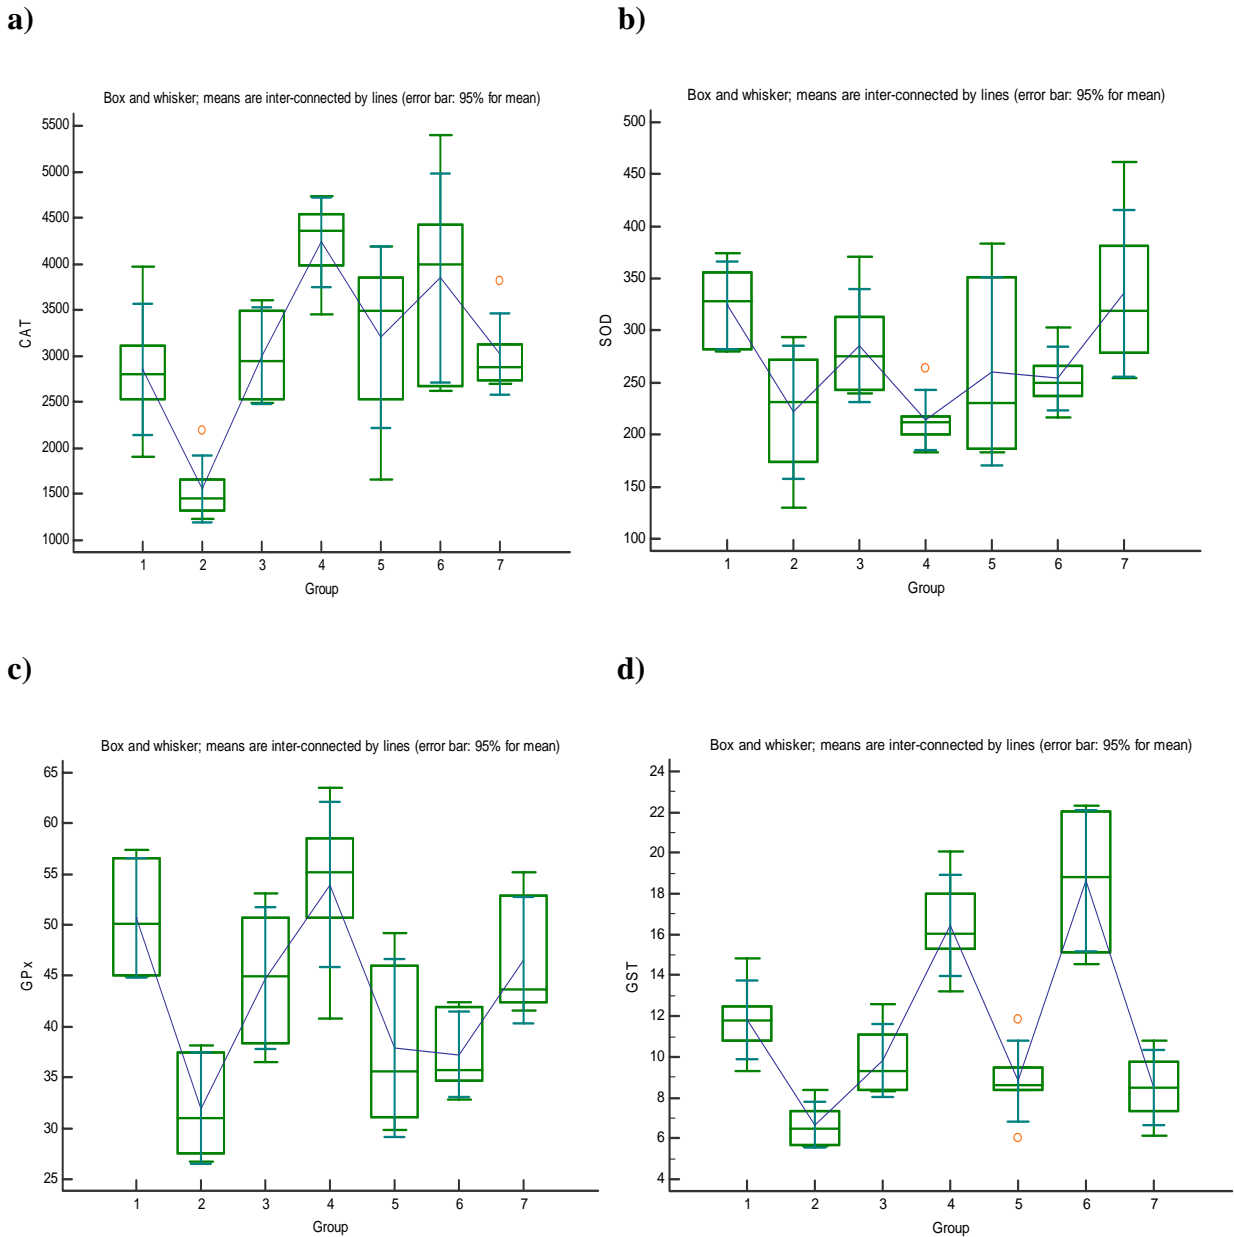 a)
b)
Box and whisker; means are inter-connected by lines (error bar: 95% for mean)
5500
5000
4500
4000
3500
3000
2500
2000
1500
1000
CAT
1 2 3 4 5 6 7
Group
Box and whisker; means are inter-connected by lines (error bar: 95% for mean)
500
450
400
350
300
250
200
150
100
SOD
1 2 3 4 5 6 7
Group
c)
d)
Box and whisker; means are inter-connected by lines (error bar: 95% for mean)
65
60
55
50
45
40
35
30
25
GPx
1 2 3 4 5 6 7
Group
Box and whisker; means are inter-connected by lines (error bar: 95% for mean)
24
22
20
18
16
14
12
10
8
6
4
GST
1 2 3 4 5 6 7
Group